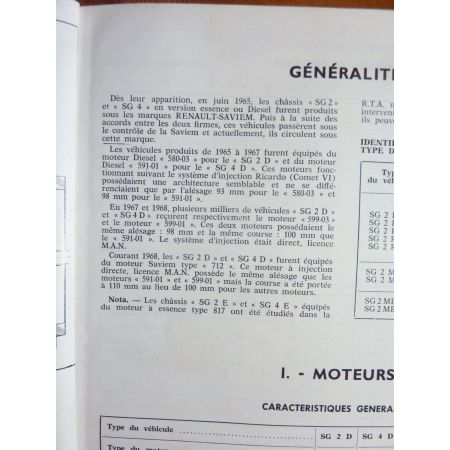 GÉNÉRALIT
Dès leur apparition, en juin 1965, les châssis « SG 2 »
et « SG 4 » en version essence ou Diesel furent produits
sous les marques RENAULT-SAVIEM. Puis à la suite des
accords entre les deux firmes, ces véhicules passèrent sous
le contrôle de la Saviem et actuellement, ils circulent sous
cette marque.
Les véhicules produits de 1965 à 1967 furent équipés du
moteur Diesel « 580-03 » pour le « SG 2 D » et du moteur
Diesel « 591-01 » pour le « SG 4 D ». Ces moteurs fonc-
tionnant suivant le système d'injection Ricardo (Comet VI)
possédaient une architecture semblable et ne se diffé-
renciaient que par l'alésage 93 mm pour le « 580-03 » et
98 mm pour le « 591-01 ».
En 1967 et 1968, plusieurs milliers de véhicules « SG 2 D »
et « SG 4 D » reçurent respectivement le moteur « 599-03 »
et le moteur « 599-01 ». Ces deux moteurs possédaient le
même alésage : 98 mm et la même course : 100 mm que
le « 591-01 ». Le système d'injection était direct, licence
M.A.N.
Courant 1968, les « SG 2 D » et « SG 4 D » furent équipés
du moteur Saviem type « 712 ». Ce moteur à injection
directe, licence M.A.N. possède le même alésage que les
moteurs « 591-01 » et « 599-01 » mais la course a été portée
à 110 mm au lieu de 100 mm pour les autres moteurs.
Nota. — Les châssis « SG 2 E » et « SG 4 E » équipés
du moteur à essence type 817 ont été étudiés dans la
R.T.A.
interven
ils peuv
IDENTI
TYPE D
Type
du véhic
SG 2
SG 2
SG 2
SG 2
SG 2
SG 2 M
SG 2 M
SG 2 ME
SG 2 ME
I. - MOTEURS
CARACTERISTIQUES GENERA
Type du véhicule
SG 2 D
SG 4 D
Type du